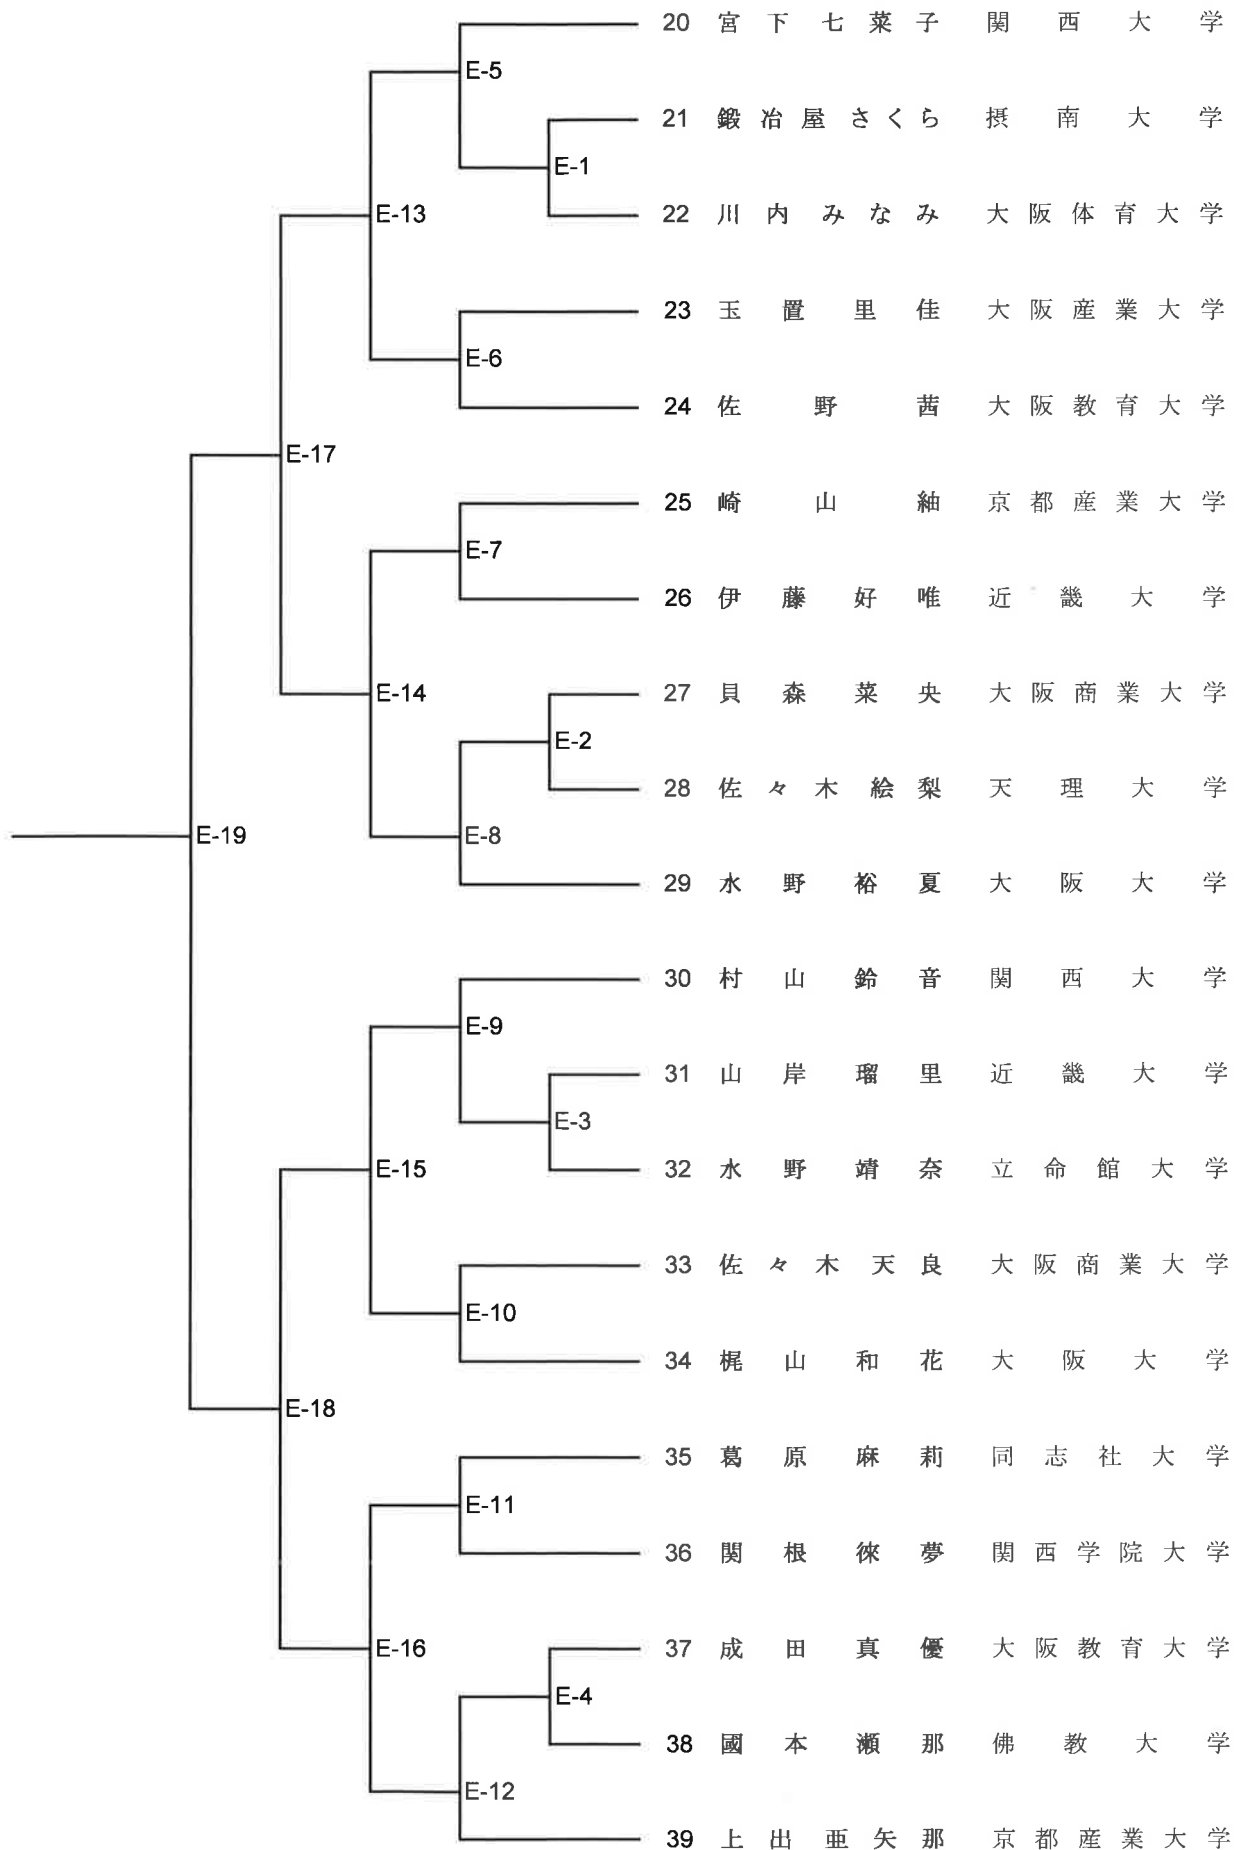 20 宮下七菜子 関西大学
E-5
21 鍛冶屋さくら 摂南大学
E-1
E-13
22 川内みなみ 大阪体育大学
23 玉置里佳 大阪産業大学
E-6
24 佐野茜 大阪教育大学
E-17
25 崎山紬 京都産業大学
E-7
26 伊藤好唯 近畿大学
E-14
27 貝森菜央 大阪商業大学
E-2
28 佐々木絵梨 天理大学
E-19
E-8
29 水野裕夏 大阪大学
30 村山鈴音 関西大学
E-9
31 山岸瑠里 近畿大学
E-3
E-15
32 水野靖奈 立命館大学
33 佐々木天良 大阪商業大学
E-10
34 梶山和花 大阪大学
E-18
35 葛原麻莉 同志社大学
E-11
36 関根徠夢 関西学院大学
E-16
37 成田真優 大阪教育大学
E-4
38 國本瀬那 佛教大学
E-12
39 上出亜矢那 京都産業大学